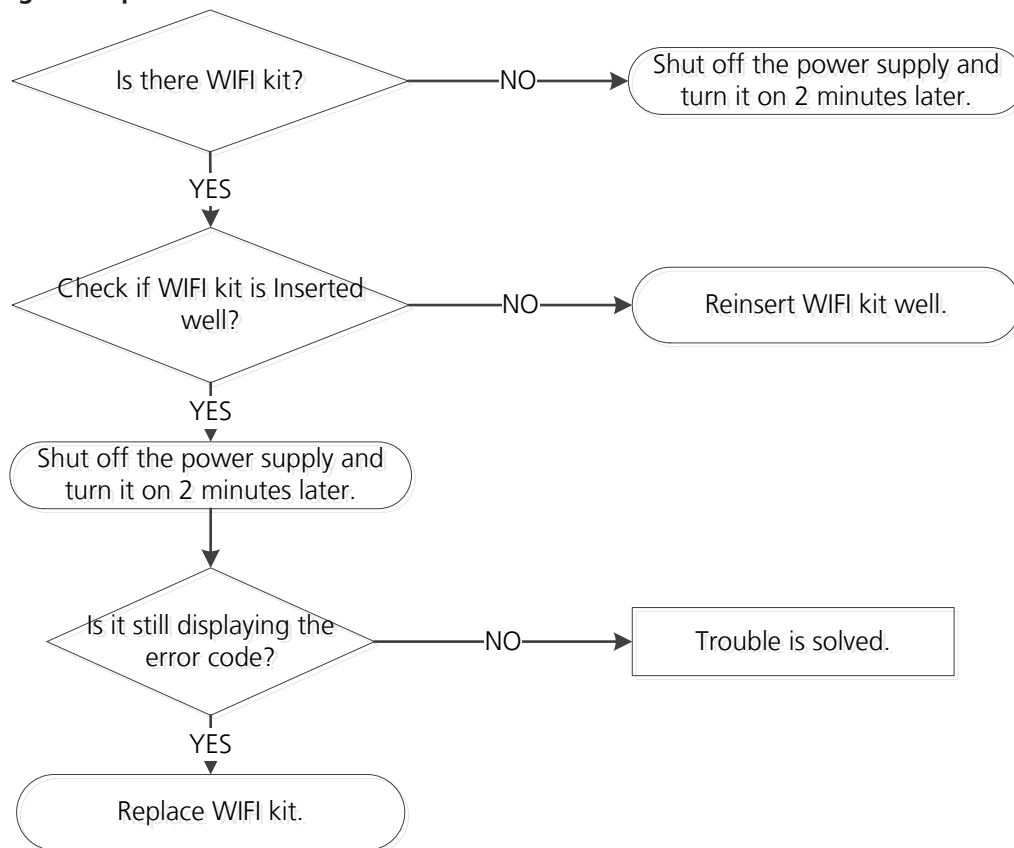 Is there WIFI kit?
NO
Shut off the power supply and
turn it on 2 minutes later.
YES
Check if WIFI kit is Inserted
well?
NO
Reinsert WIFI kit well.
YES
Shut off the power supply and
turn it on 2 minutes later.
Is it still displaying the
error code?
NO
Trouble is solved.
YES
Replace WIFI kit.